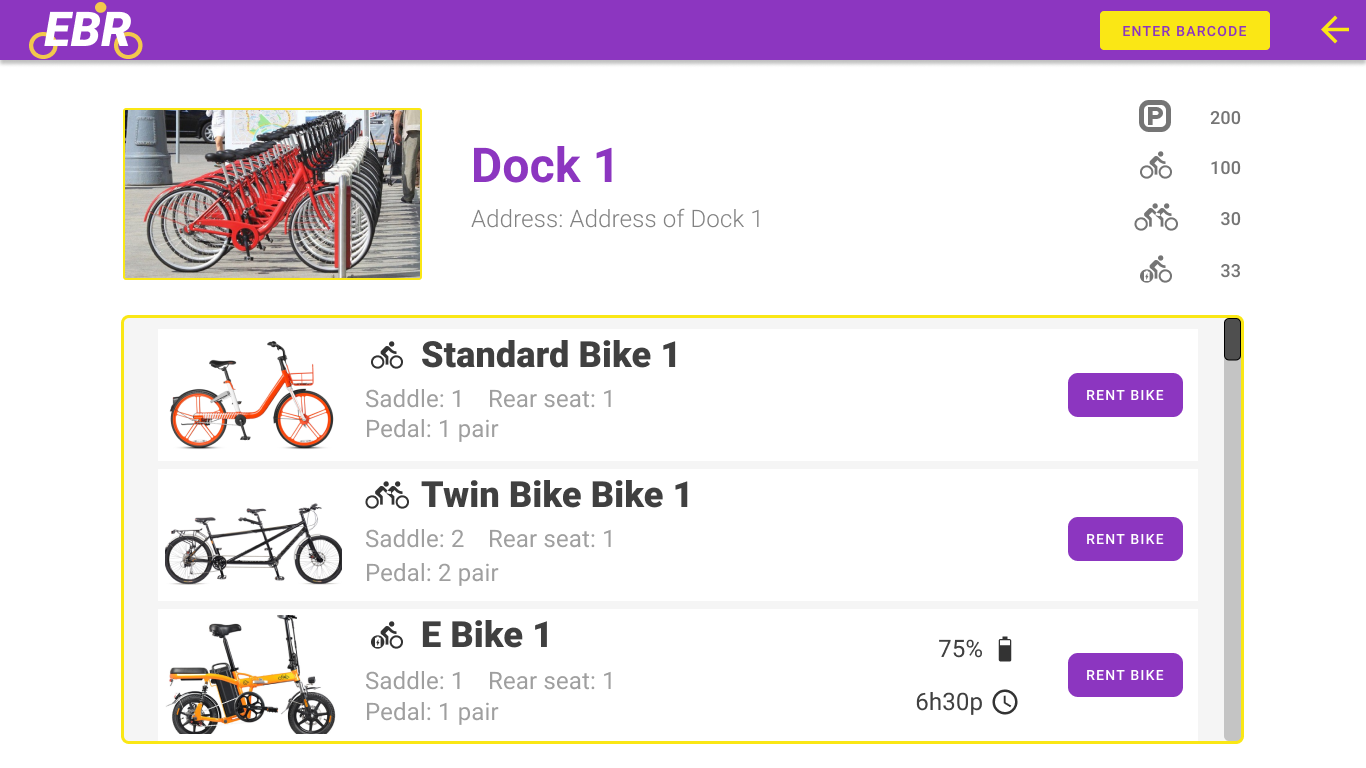 EBR
ENTER BARCODE
Dock 1
Address: Address of Dock 1
P 200
100
30
33
Standard Bike 1
Saddle: 1 Rear seat: 1
Pedal: 1 pair
RENT BIKE
Twin Bike Bike 1
Saddle: 2 Rear seat: 1
Pedal: 2 pair
RENT BIKE
E Bike 1
Saddle: 1 Rear seat: 1
Pedal: 1 pair
75%
6h30p
RENT BIKE